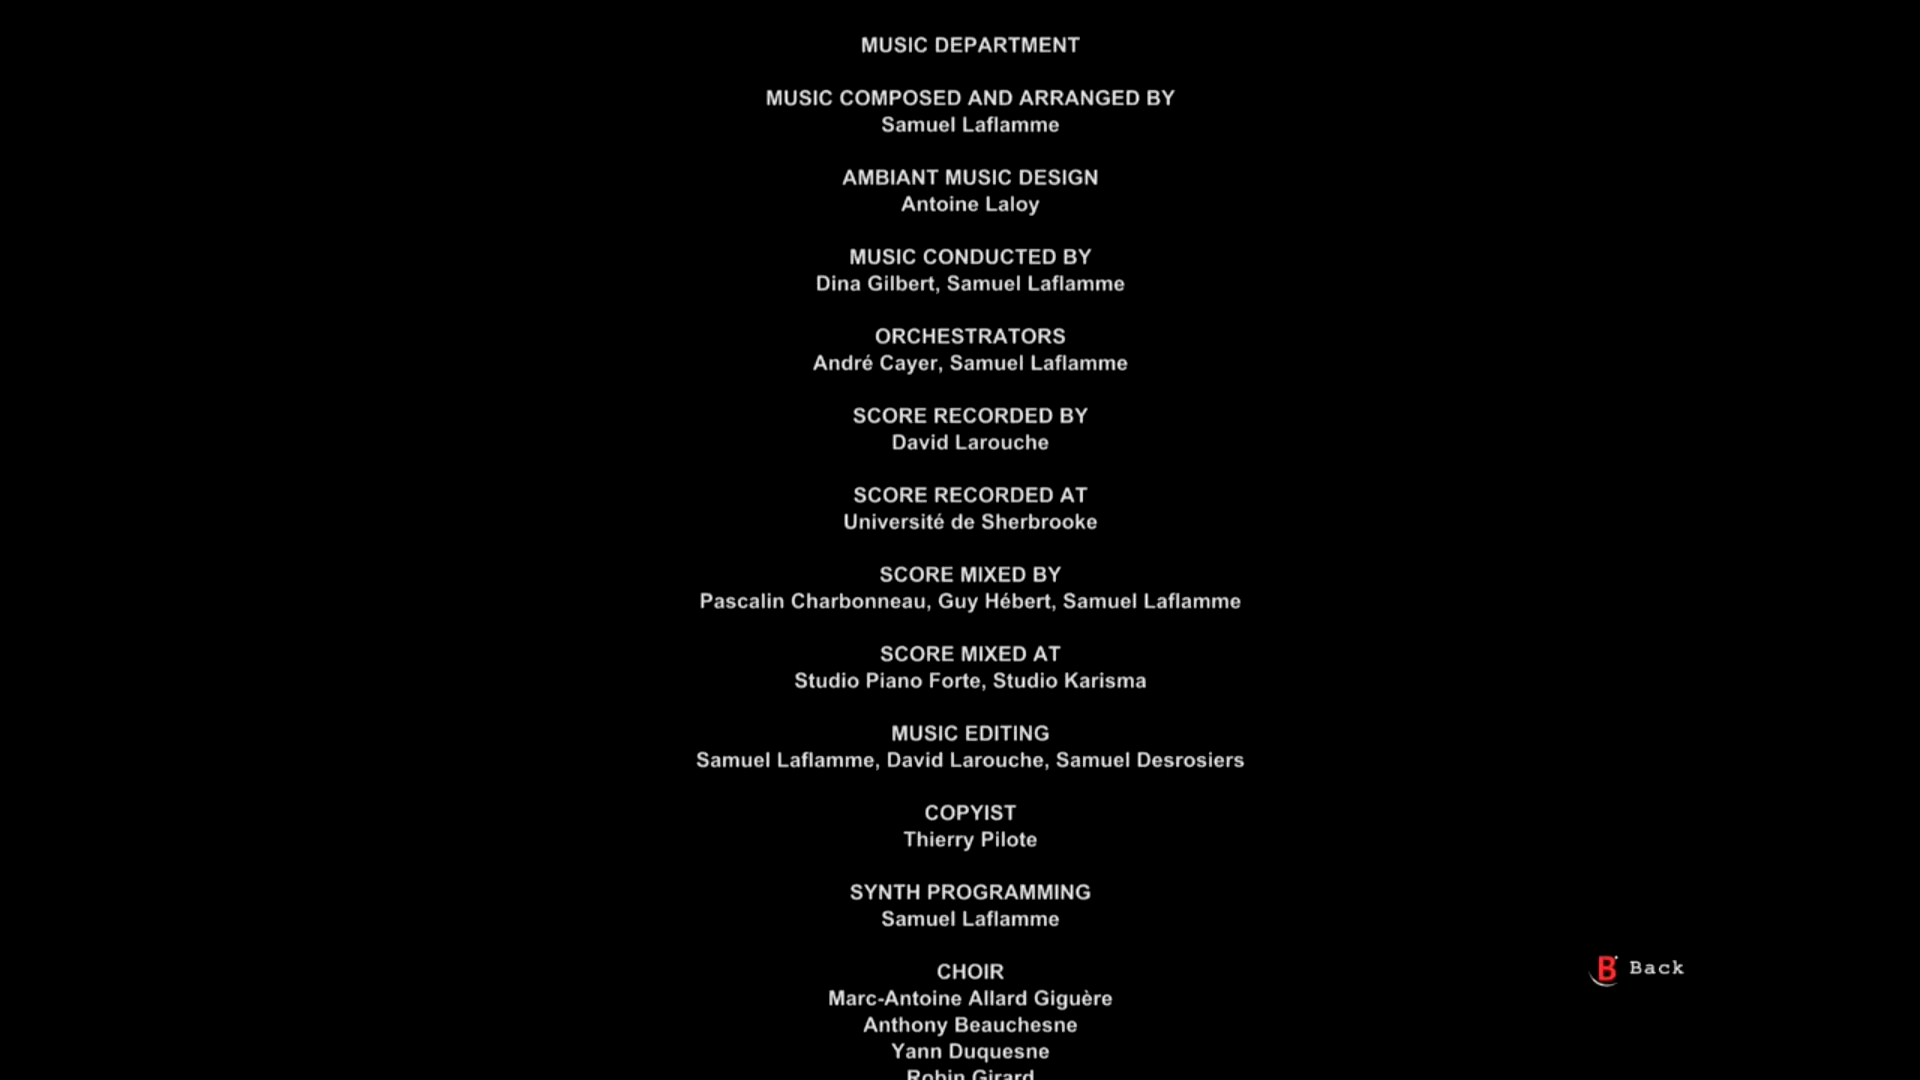 MUSIC DEPARTMENT
MUSIC COMPOSED AND ARRANGED BY
Samuel Laflamme
AMBIANT MUSIC DESIGN
Antoine Laloy
MUSIC CONDUCTED BY
Dina Gilbert, Samuel Laflamme
ORCHESTRATORS
André Cayer, Samuel Laflamme
SCORE RECORDED BY
David Larouche
SCORE RECORDED AT
Université de Sherbrooke
SCORE MIXED BY
Pascalin Charbonneau, Guy Hébert, Samuel Laflamme
SCORE MIXED AT
Studio Piano Forte, Studio Karisma
MUSIC EDITING
Samuel Laflamme, David Larouche, Samuel Desrosiers
COPYIST
Thierry Pilote
SYNTH PROGRAMMING
Samuel Laflamme
CHOIR
Marc-Antoine Allard Giguère
Anthony Beauchesne
Yann Duquesne
Robin Girard
B Back